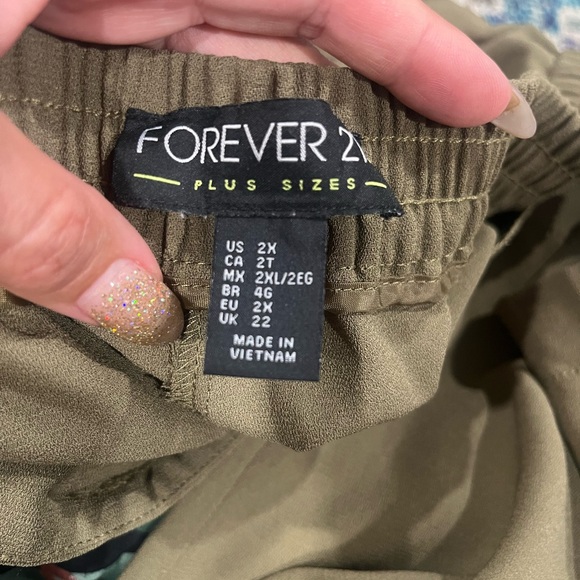 FOREVER 21
PLUS SIZES
US 2X
CA 2T
MX 2XL/2EG
BR 4G
EU 2X
UK 22
MADE IN
VIETNAM